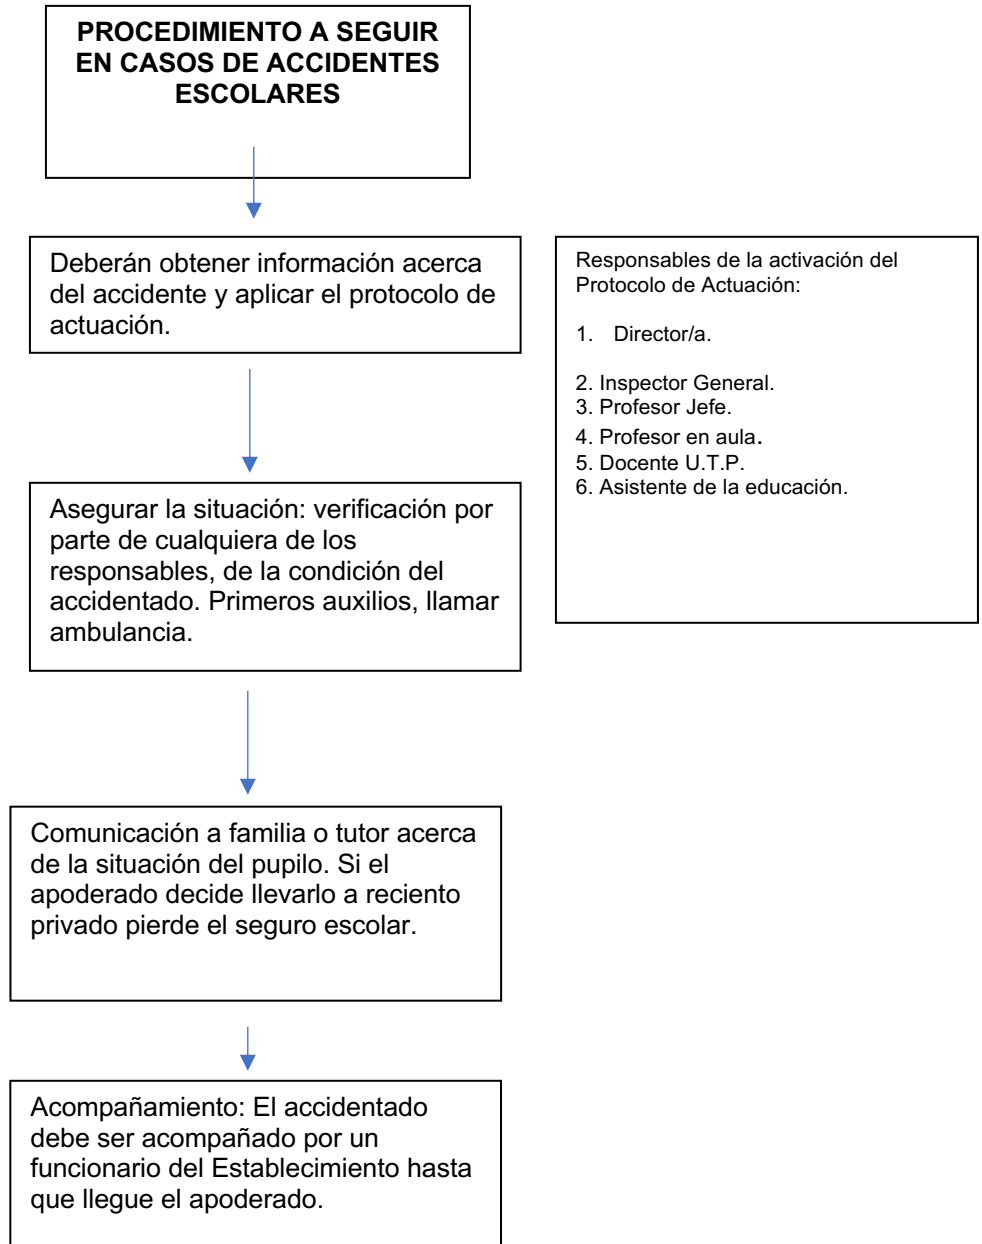 PROCEDIMIENTO A SEGUIR
EN CASOS DE ACCIDENTES
ESCOLARES
Deberán obtener información acerca
del accidente y aplicar el protocolo de
actuación.
Responsables de la activación del
Protocolo de Actuación:
1. Director/a.
2. Inspector General.
3. Profesor Jefe.
4. Profesor en aula.
5. Docente U.T.P.
6. Asistente de la educación.
Asegurar la situación: verificación por
parte de cualquiera de los
responsables, de la condición del
accidentado. Primeros auxilios, llamar
ambulancia.
Comunicación a familia o tutor acerca
de la situación del pupilo. Si el
apoderado decide llevarlo a reciento
privado pierde el seguro escolar.
Acompañamiento: El accidentado
debe ser acompañado por un
funcionario del Establecimiento hasta
que llegue el apoderado.